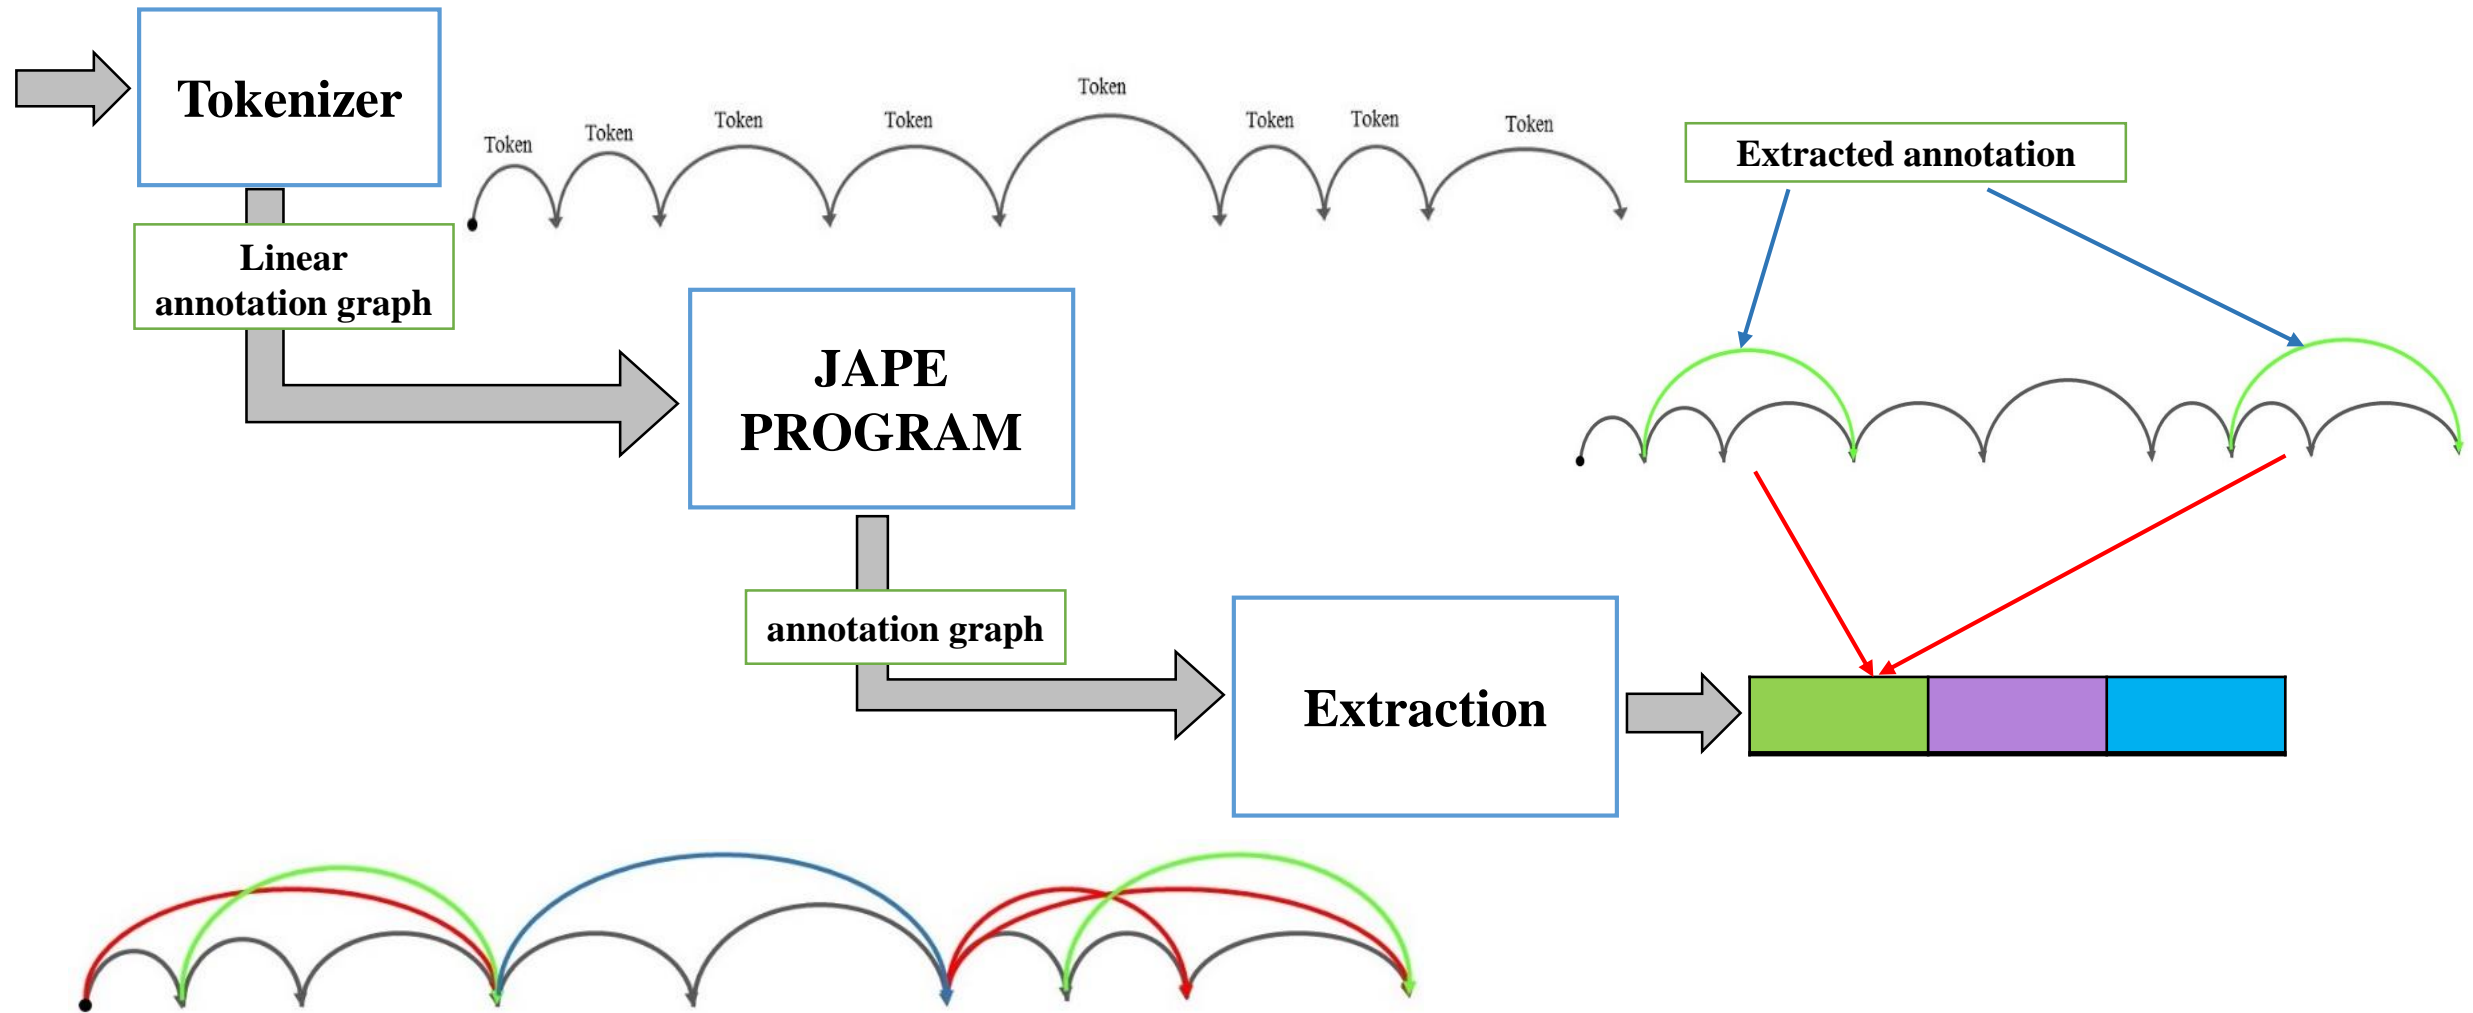 Tokenizer
Token
Token
Token
Token
Token
Token
Token
Token
Extracted annotation
Linear
annotation graph
JAPE
PROGRAM
annotation graph
Extraction